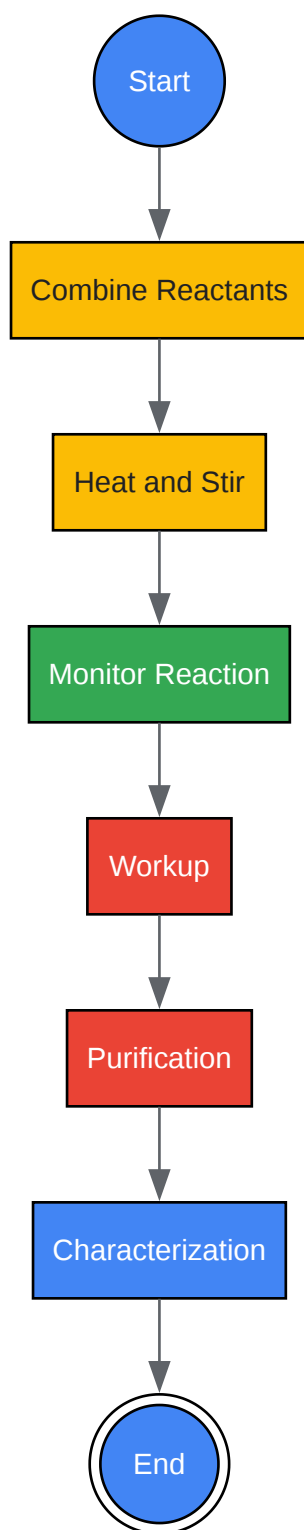 Start
Combine Reactants
Heat and Stir
Monitor Reaction
Workup
Purification
Characterization
End